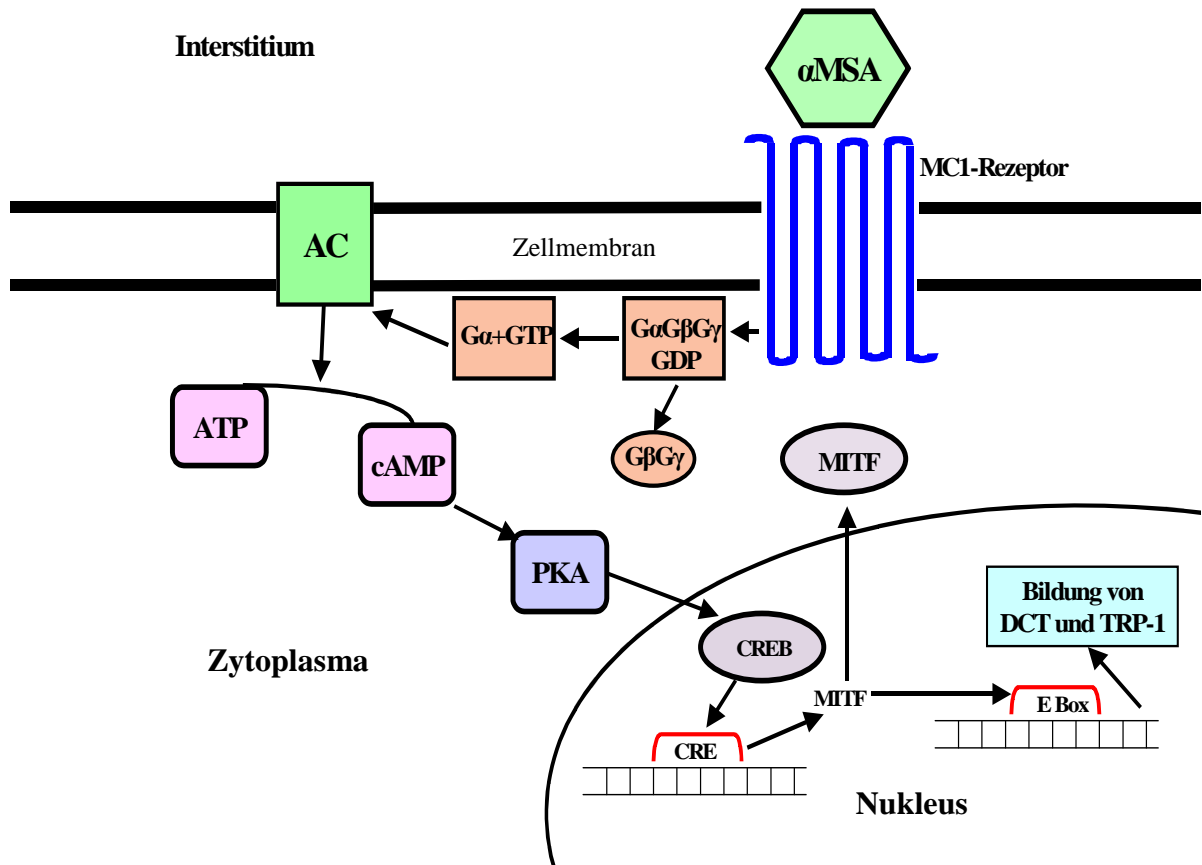 Interstitium
αMSA
MC1-Rezeptor
AC
Zellmembran
Gα+GTP
GαGβGγ
GDP
ATP
cAMP
GβGγ
MITF
PKA
Bildung von
DCT und TRP-1
CREB
Zytoplasma
MITF
E Box
CRE
Nukleus